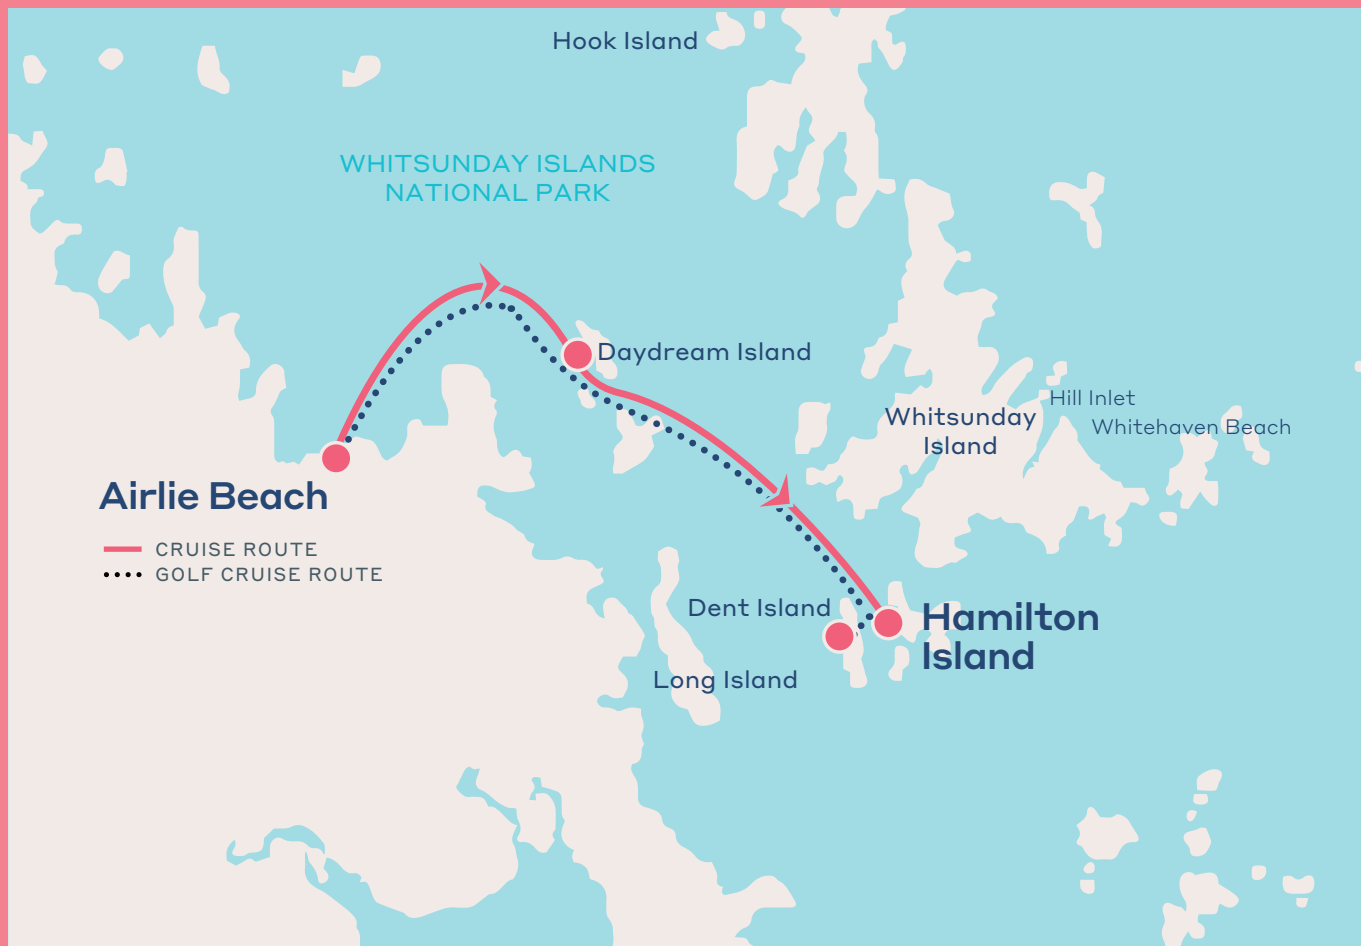 Hook Island
WHITSUNDAY ISLANDS
NATIONAL PARK
Daydream Island
Hill Inlet
Whitsunday
Island
Whitehaven Beach
Airlie Beach
CRUISE ROUTE
GOLF CRUISE ROUTE
Dent Island
Hamilton
Island
Long Island